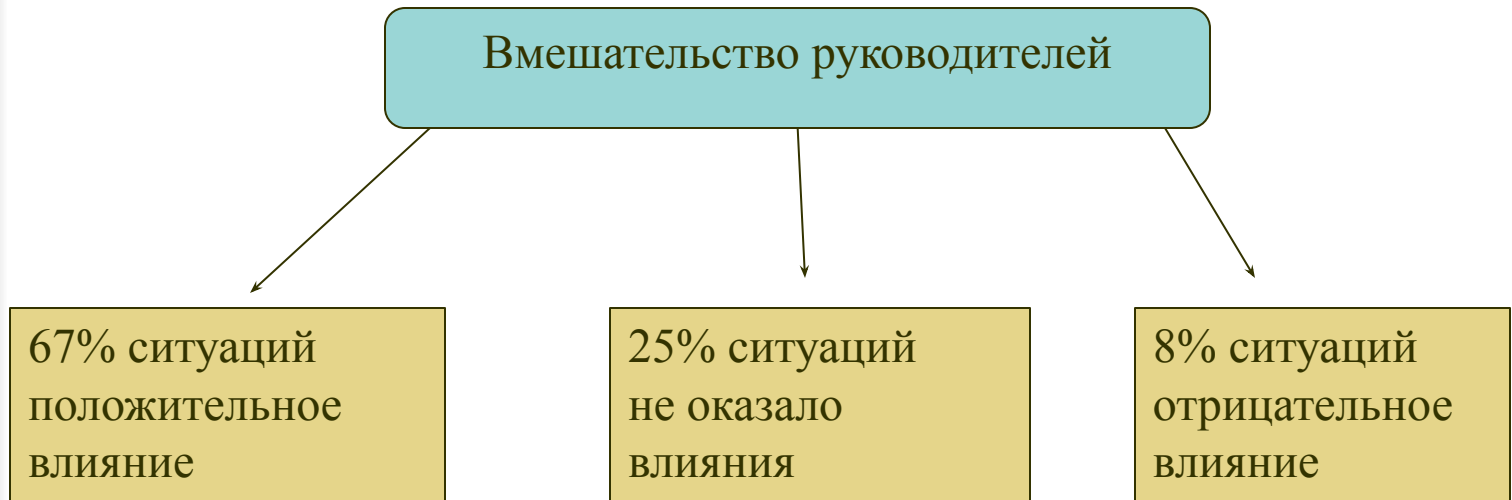 Вмешательство руководителей
67% ситуаций
положительное
влияние
25% ситуаций
не оказало
влияния
8% ситуаций
отрицательное
влияние